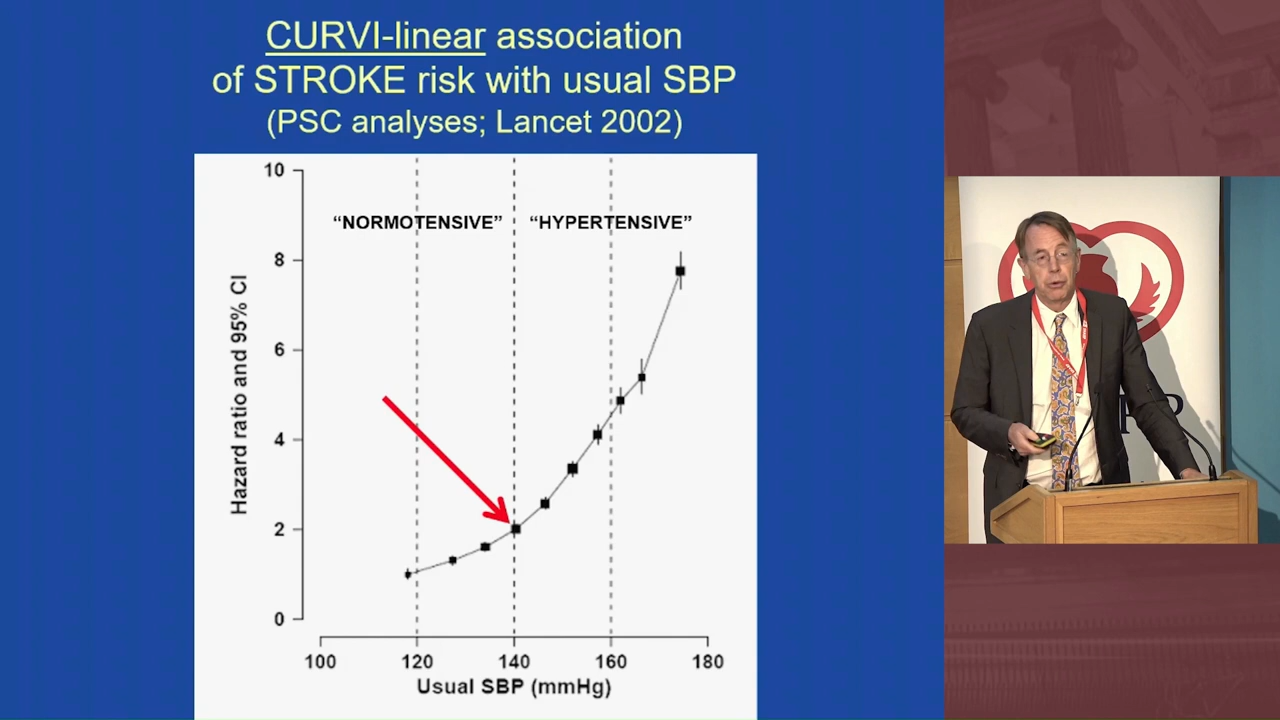 CURVI-linear association
of STROKE risk with usual SBP
(PSC analyses; Lancet 2002)
10
8
6
4
2
0
Hazard ratio and 95% CI
“NORMOTENSIVE” “HYPERTENSIVE”
100 120 140 160 180
Usual SBP (mmHg)